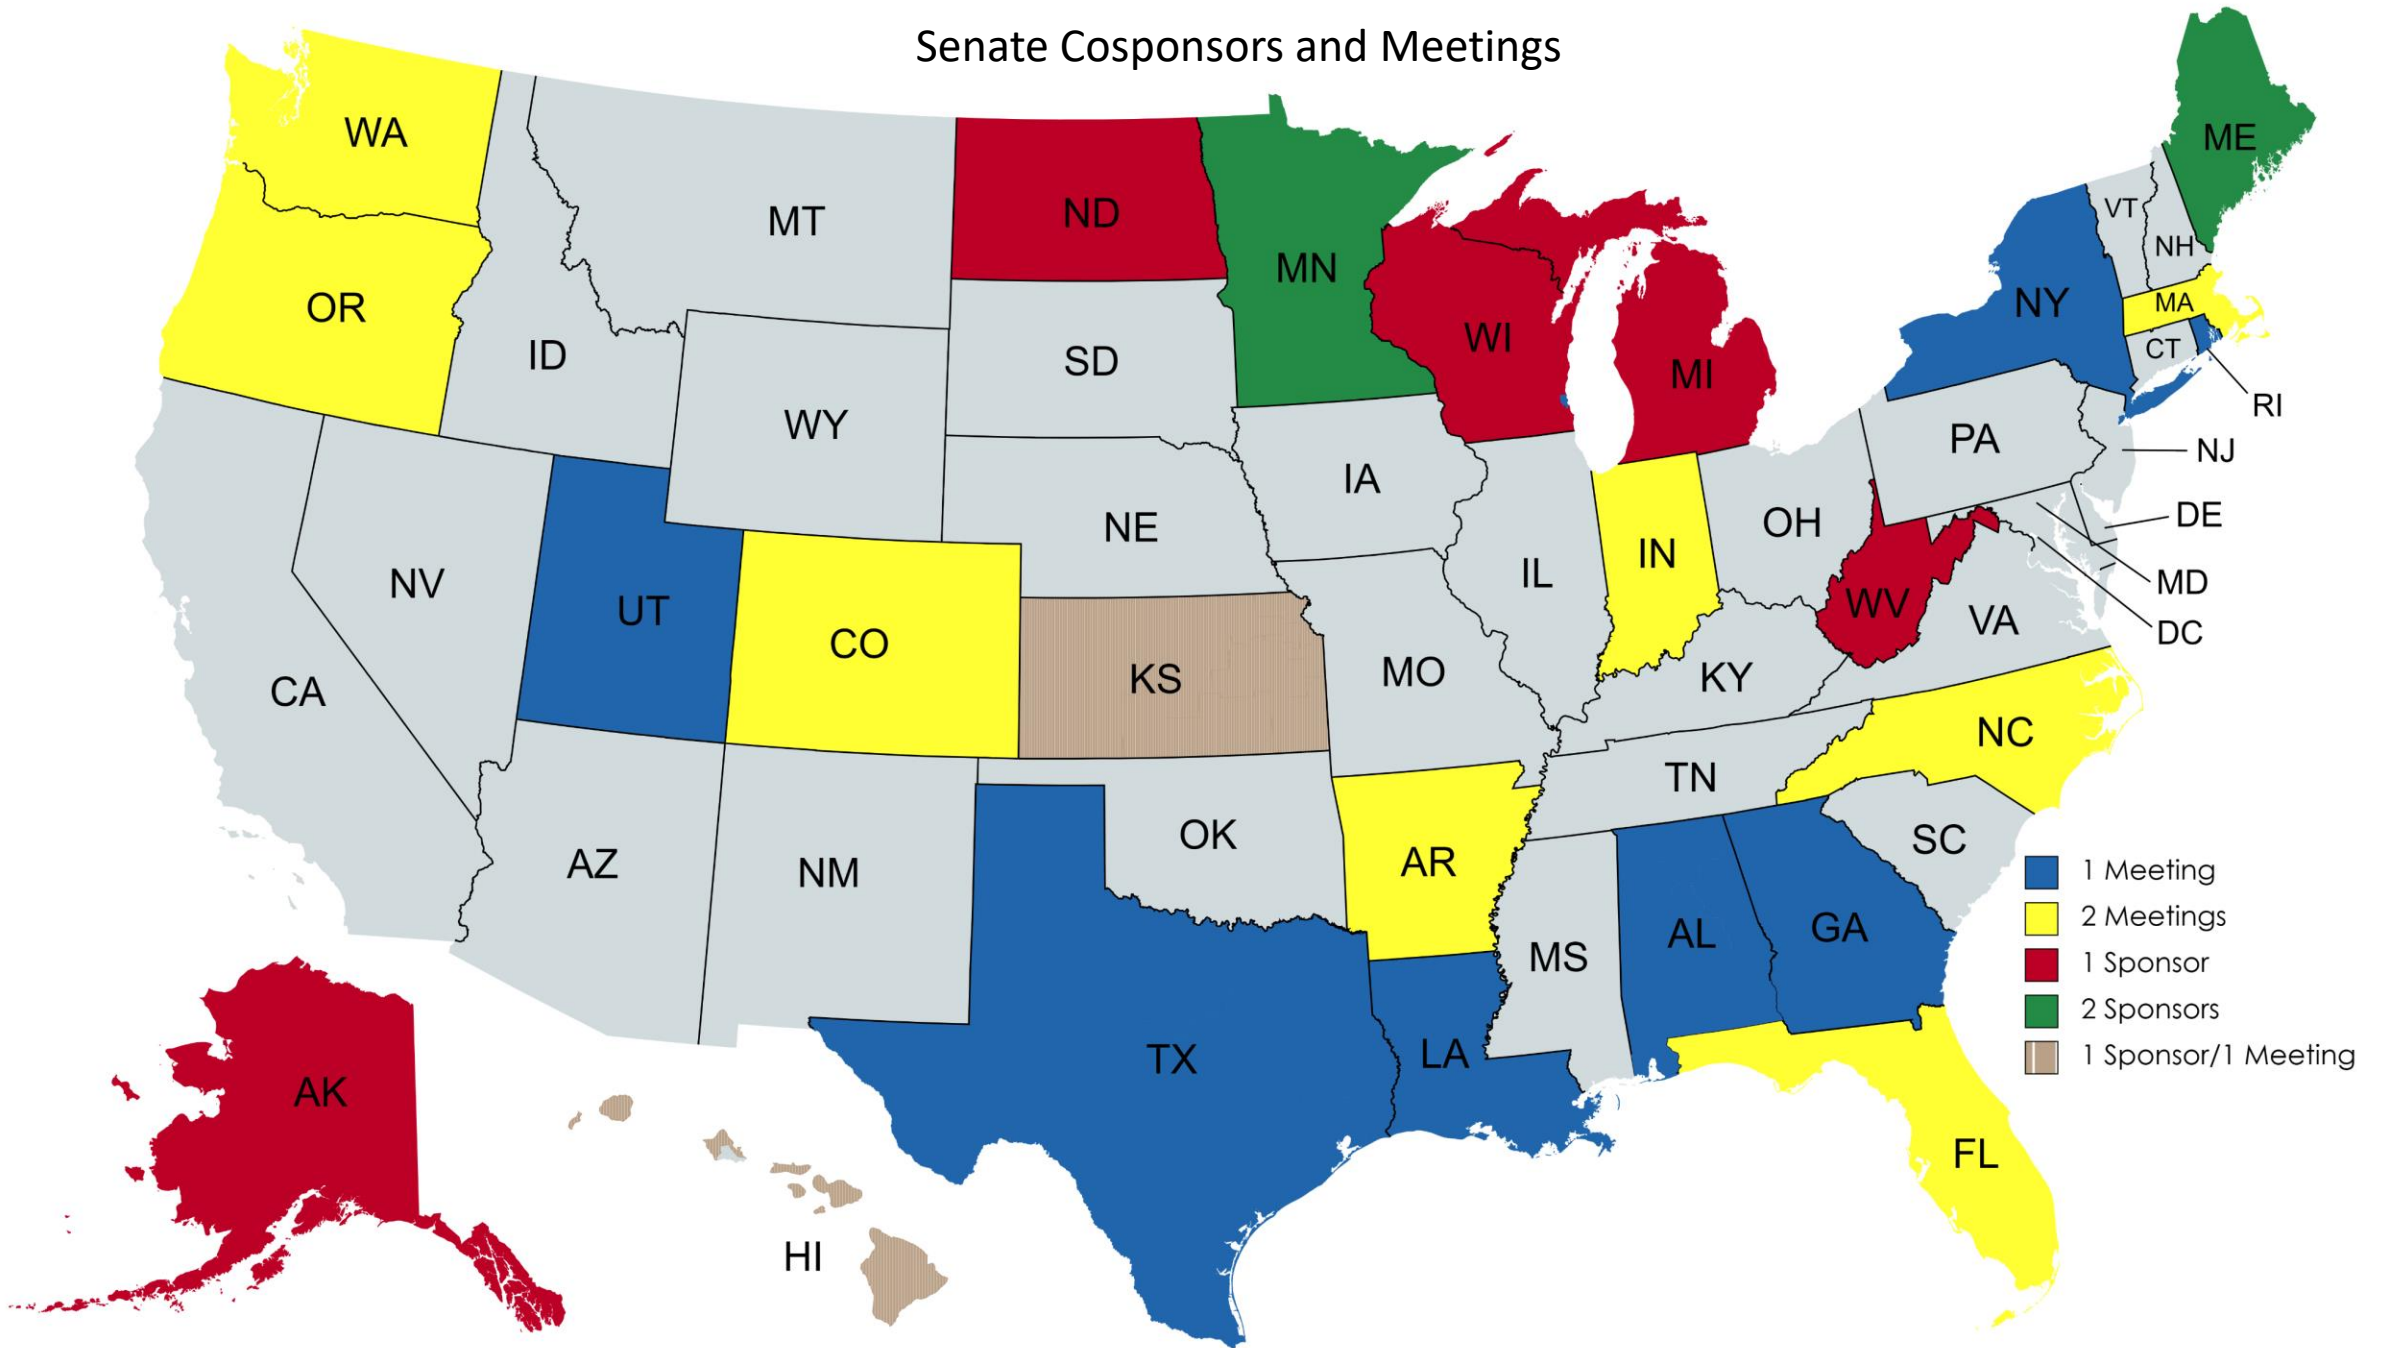 Senate Cosponsors and Meetings
WA
MT
ND
MN
ME
VT
NH
OR
ID
WY
SD
WI
MI
NY
MA
CT
RI
PA
NJ
NV
UT
CO
NE
IA
IL
IN
OH
DE
MD
DC
CA
KS
MO
KY
WV
VA
NC
TN
SC
AZ
NM
OK
AR
MS
AL
GA
TX
LA
FL
AK
HI
1 Meeting
2 Meetings
1 Sponsor
2 Sponsors
1 Sponsor/1 Meeting